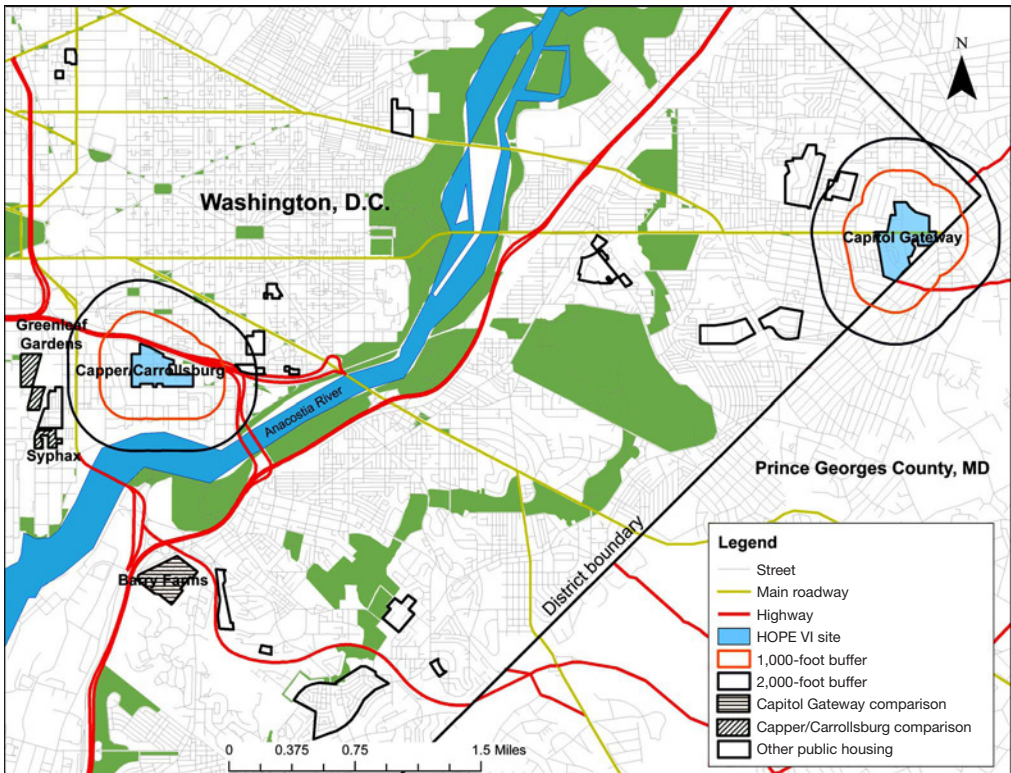 N
Washington, D.C.
Capitol Gateway
Greenleaf
Gardens
Capper/Carrollsburg
Anacostia River
Syphax
Prince Georges County, MD
District boundary
Barry Farms
Legend
Street
Main roadway
Highway
HOPE VI site
1,000-foot buffer
2,000-foot buffer
Capitol Gateway comparison
Capper/Carrollsburg comparison
Other public housing
0 0.375 0.75 1.5 Miles